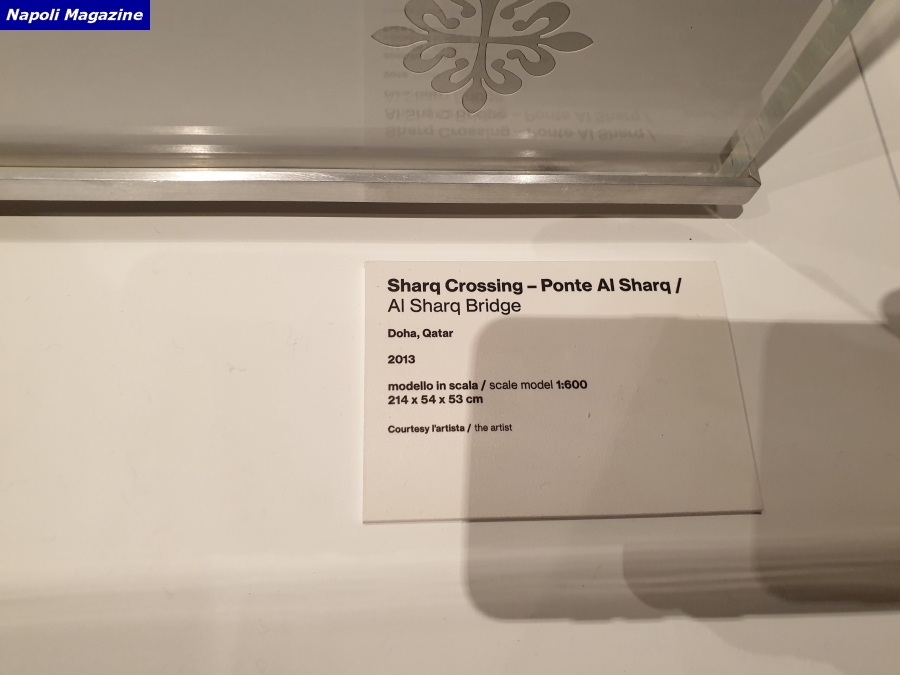 Napoli Magazine
Sharq Crossing – Ponte Al Sharq /
Al Sharq Bridge
Doha, Qatar
2013
modello in scala / scale model 1:600
214 x 54 x 53 cm
Courtesy l'artista / the artist